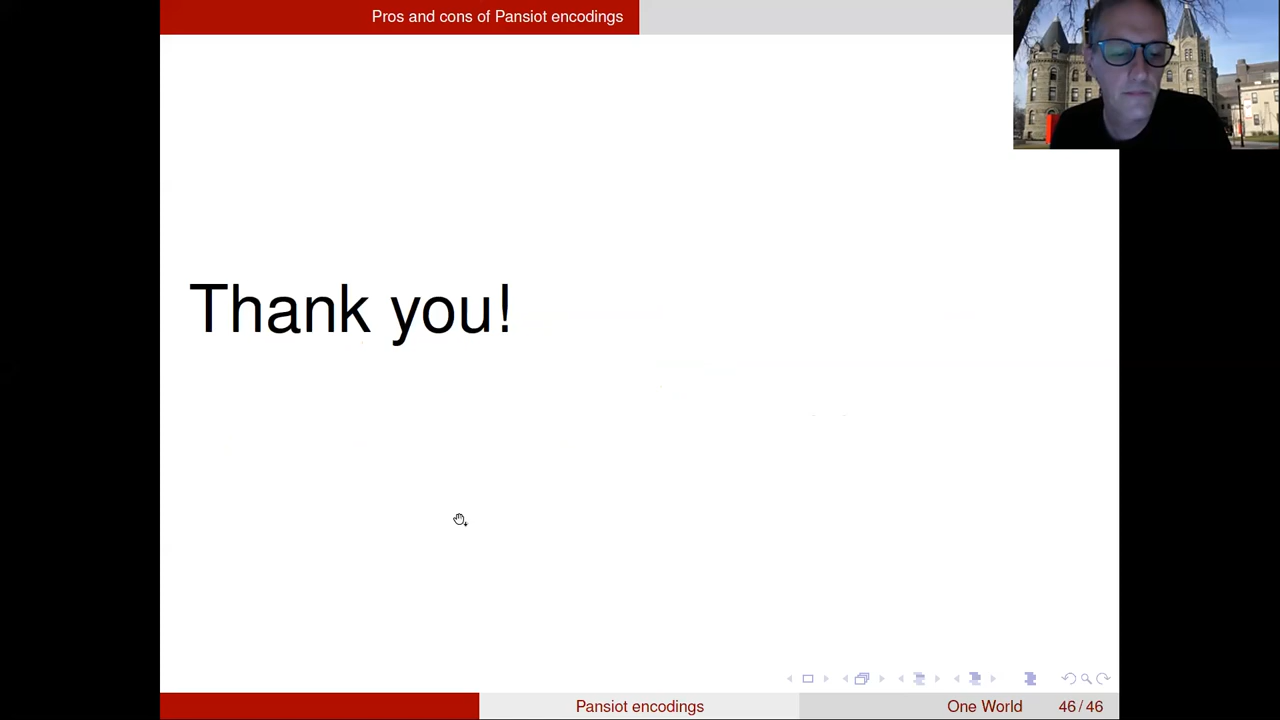 Pros and cons of Pansiot encodings
Thank you!
Pansiot encodings
One World
46 / 46